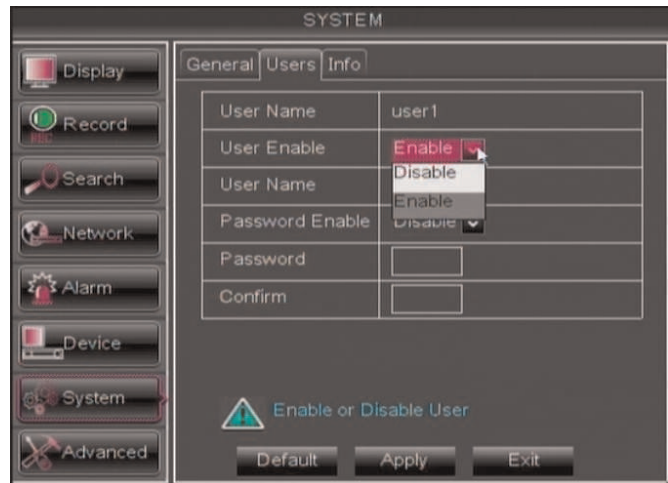 SYSTEM
Display
Record
REC
Search
Network
Alarm
Device
System
Advanced
General Users Info
User Name user1
User Enable Enable
Disable
User Name
Enable
Password Enable Disable
Password
Confirm
Enable or Disable User
Default Apply Exit